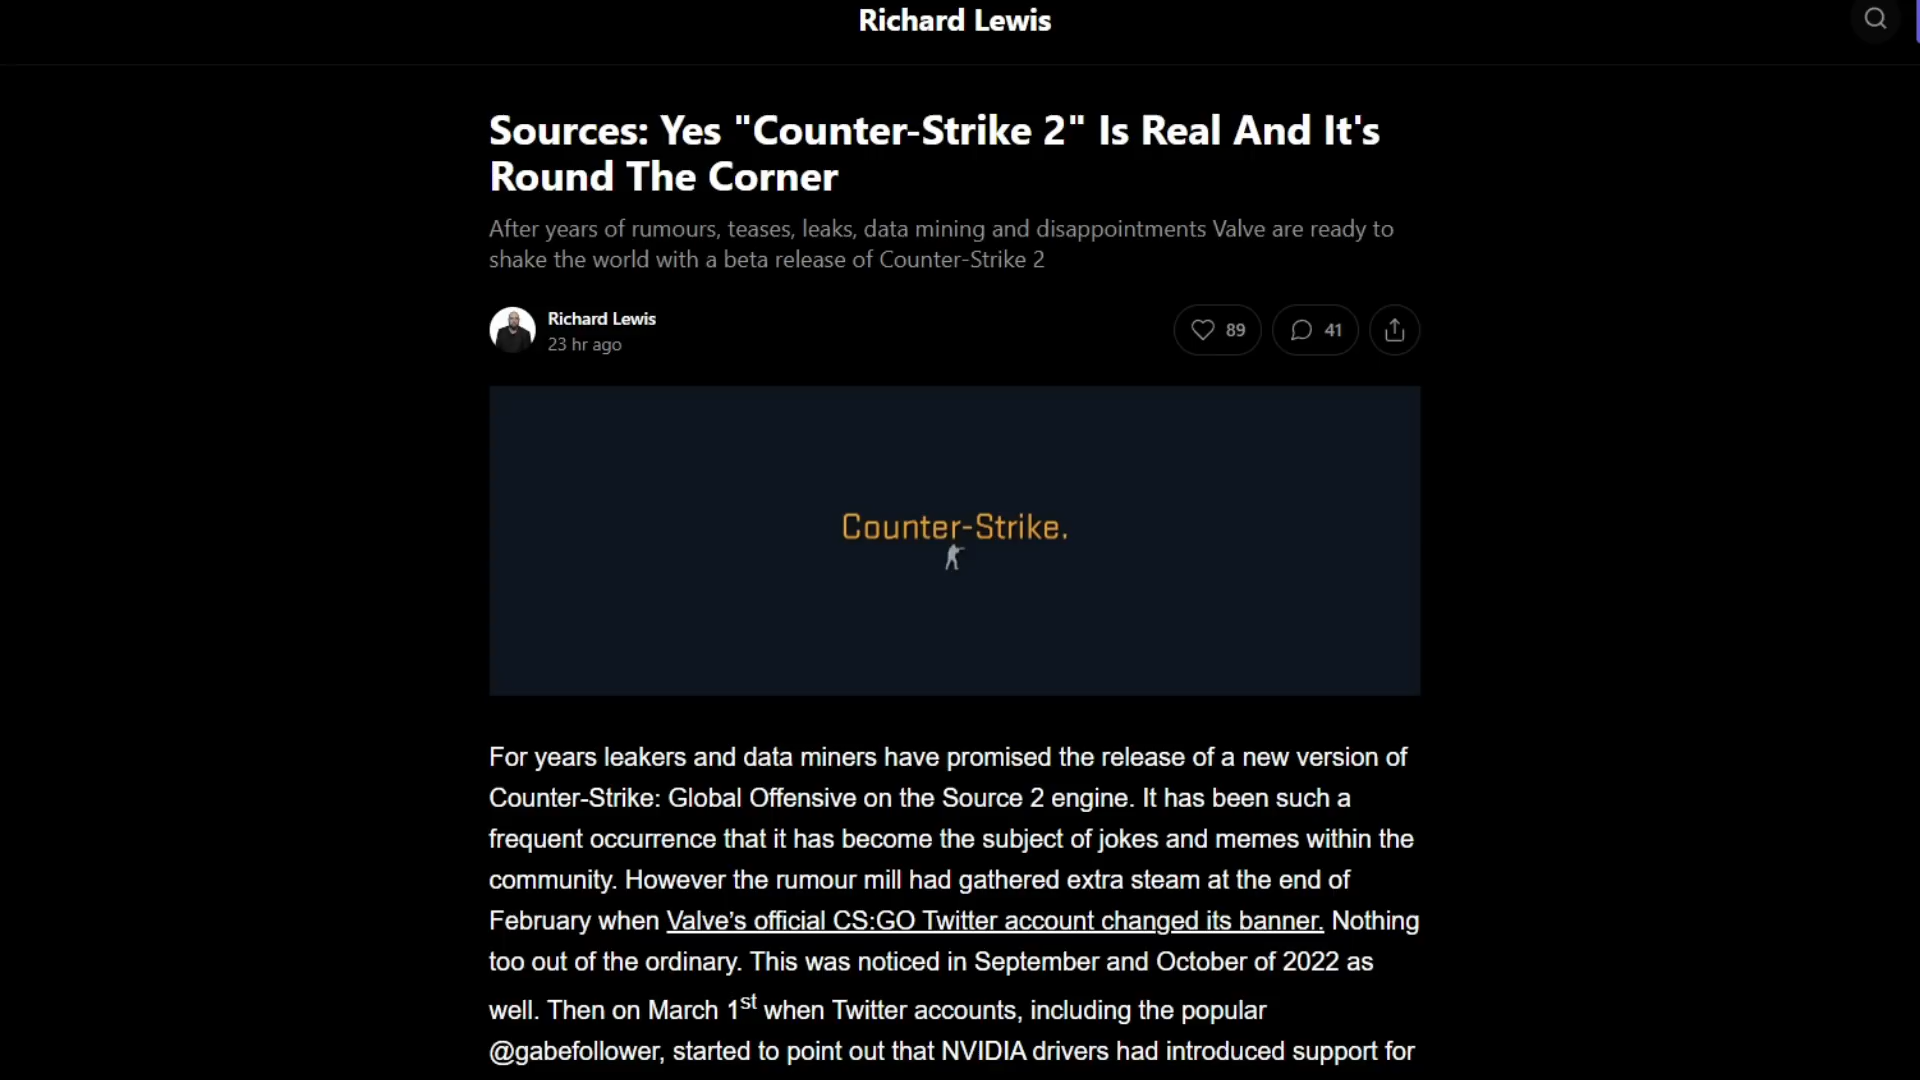 Richard Lewis
Sources: Yes "Counter-Strike 2" Is Real And It's
Round The Corner
After years of rumours, teases, leaks, data mining and disappointments Valve are ready to
shake the world with a beta release of Counter-Strike 2
Richard Lewis
23 hr ago
89
41
Counter-Strike.
For years leakers and data miners have promised the release of a new version of
Counter-Strike: Global Offensive on the Source 2 engine. It has been such a
frequent occurrence that it has become the subject of jokes and memes within the
community. However the rumour mill had gathered extra steam at the end of
February when Valve’s official CS:GO Twitter account changed its banner. Nothing
too out of the ordinary. This was noticed in September and October of 2022 as
well. Then on March 1st when Twitter accounts, including the popular
@gabefollower, started to point out that NVIDIA drivers had introduced support for